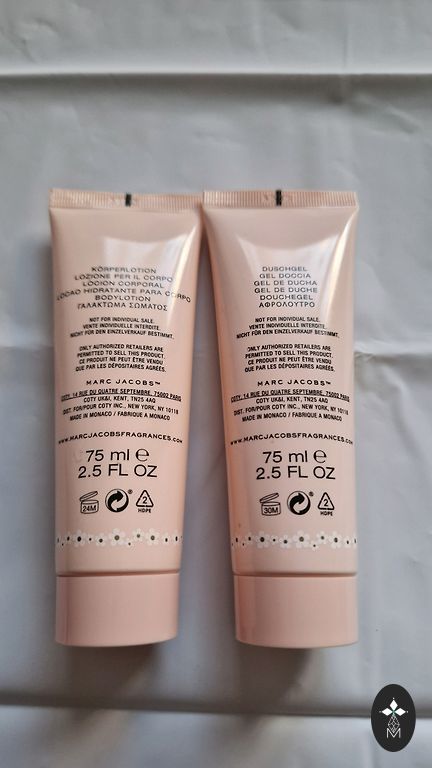 KÖRPERLOTION
LOZIONE PER IL CORPO
LOCIÓN CORPORAL
LOCAO HIDRATANTE PARA CORPO
BODYLOTION
ΓΑΛΑΚΤΩΜΑ ΣΩΜΑΤΟΣ
NOT FOR INDIVIDUAL SALE.
VENTE INDIVIDUELLE INTERDITE.
NICHT FÜR DEN EINZELVERKAUF BESTIMMT.
ONLY AUTHORIZED RETAILERS ARE
PERMITTED TO SELL THIS PRODUCT.
CE PRODUIT NE PEUT ÊTRE VENDU
QUE PAR LES DÉPOSITAIRES AGRÉÉS.
MARC JACOBS™
COTY, 14 RUE DU QUATRE SEPTEMBRE, 75002 PARIS
COTY UK&I, KENT, TN25 4AQ
DIST. FOR/POUR COTY INC., NEW YORK, NY 10118
MADE IN MONACO / FABRIQUE A MONACO
WWW.MARCJACOBSFRAGRANCES.COM
75 ml ℮
2.5 FL OZ
24M
2
HDPE
DUSCHGEL
GEL DOCCIA
GEL DE DUCHA
GEL DE DUCHE
DOUCHEGEL
ΑΦΡΟΛΟΥΤΡΟ
NOT FOR INDIVIDUAL SALE.
VENTE INDIVIDUELLE INTERDITE.
NICHT FÜR DEN EINZELVERKAUF BESTIMMT.
ONLY AUTHORIZED RETAILERS ARE
PERMITTED TO SELL THIS PRODUCT.
CE PRODUIT NE PEUT ÊTRE VENDU
QUE PAR LES DÉPOSITAIRES AGRÉÉS.
MARC JACOBS™
COTY, 14 RUE DU QUATRE SEPTEMBRE, 75002 PARIS
COTY UK&I, KENT, TN25 4AQ
DIST. FOR/POUR COTY INC., NEW YORK, NY 10118
MADE IN MONACO / FABRIQUE A MONACO
WWW.MARCJACOBSFRAGRANCES.COM
75 ml ℮
2.5 FL OZ
30M
2
HDPE
M